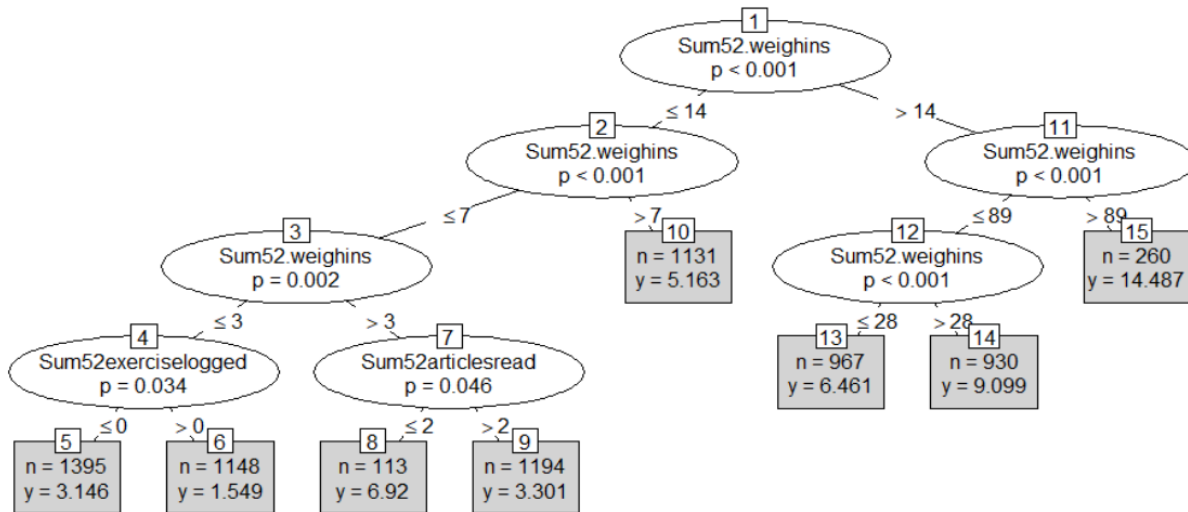 1
Sum52.weighins
p < 0.001
≤ 14
> 14
2
Sum52.weighins
p < 0.001
11
Sum52.weighins
p < 0.001
≤ 7
> 7
≤ 89
> 89
3
Sum52.weighins
p = 0.002
10
n = 1131
y = 5.163
12
Sum52.weighins
p < 0.001
15
n = 260
y = 14.487
≤ 3
> 3
≤ 28
> 28
4
Sum52exerciselogged
p = 0.034
7
Sum52articlesread
p = 0.046
13
n = 967
y = 6.461
14
n = 930
y = 9.099
≤ 0
> 0
≤ 2
> 2
5
n = 1395
y = 3.146
6
n = 1148
y = 1.549
8
n = 113
y = 6.92
9
n = 1194
y = 3.301